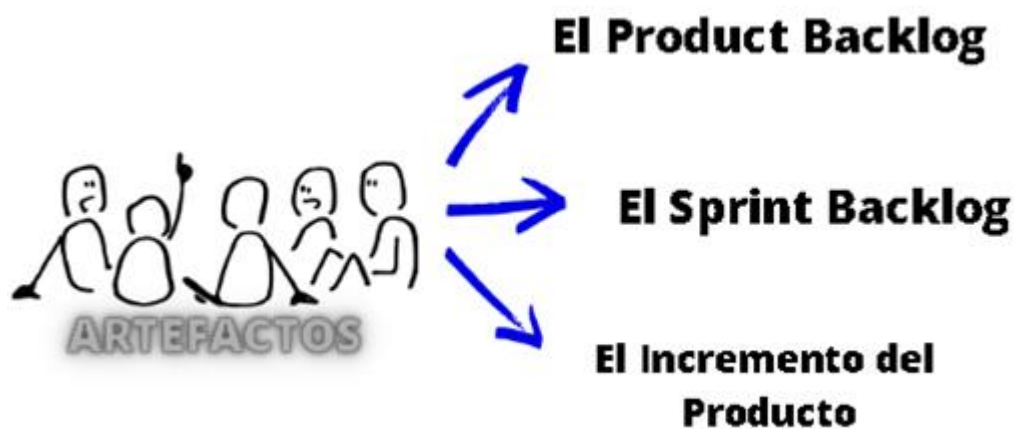 El Product Backlog
El Sprint Backlog
ARTEFACTOS
El Incremento del
Producto